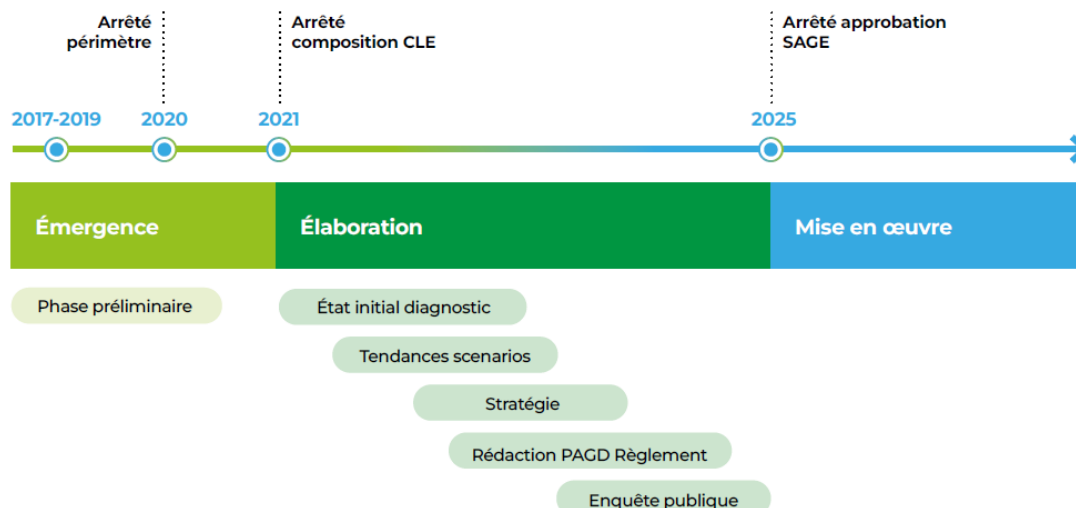 Arrêté
périmètre
Arrêté
composition CLE
Arrêté approbation
SAGE
2017-2019
2020
2021
2025
Émergence
Élaboration
Mise en œuvre
Phase préliminaire
État initial diagnostic
Tendances scenarios
Stratégie
Rédaction PAGD Règlement
Enquête publique